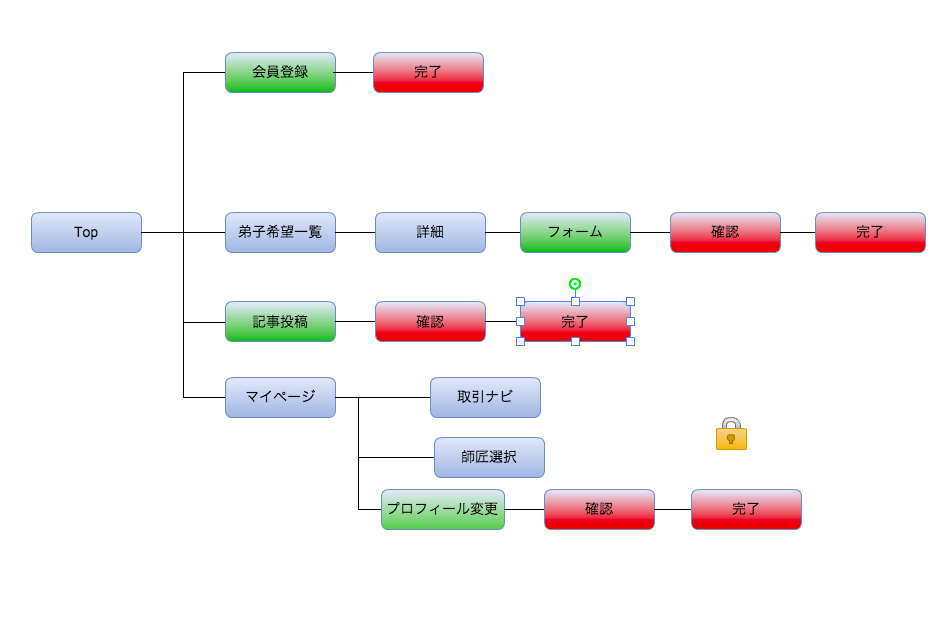 会員登録
完了
Top
弟子希望一覧
詳細
フォーム
確認
完了
記事投稿
確認
完了
マイページ
取引ナビ
師匠選択
プロフィール変更
確認
完了